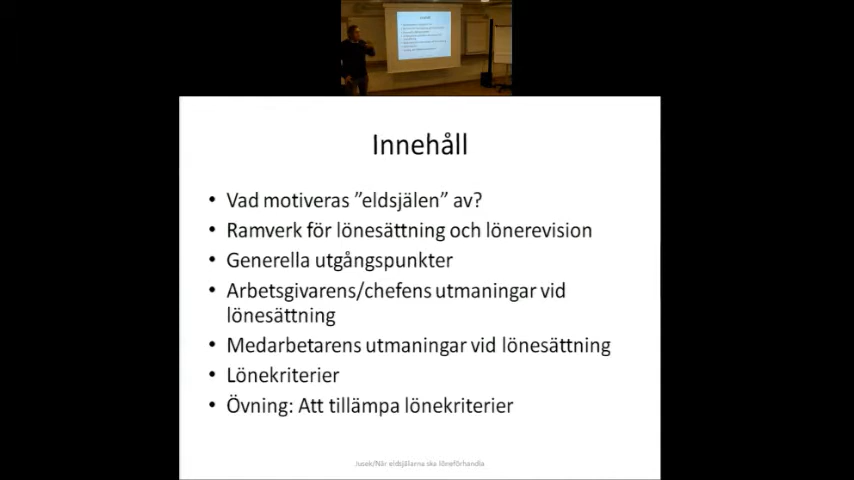 Innehåll
• Vad motiveras ”eldsjälen” av?
• Ramverk för lönesättning och lönerevision
• Generella utgångspunkter
• Arbetsgivarens/chefens utmaningar vid
lönesättning
• Medarbetarens utmaningar vid lönesättning
• Lönekriterier
• Övning: Att tillämpa lönekriterier
Jusek/När eldsjälarna ska löneförhandla